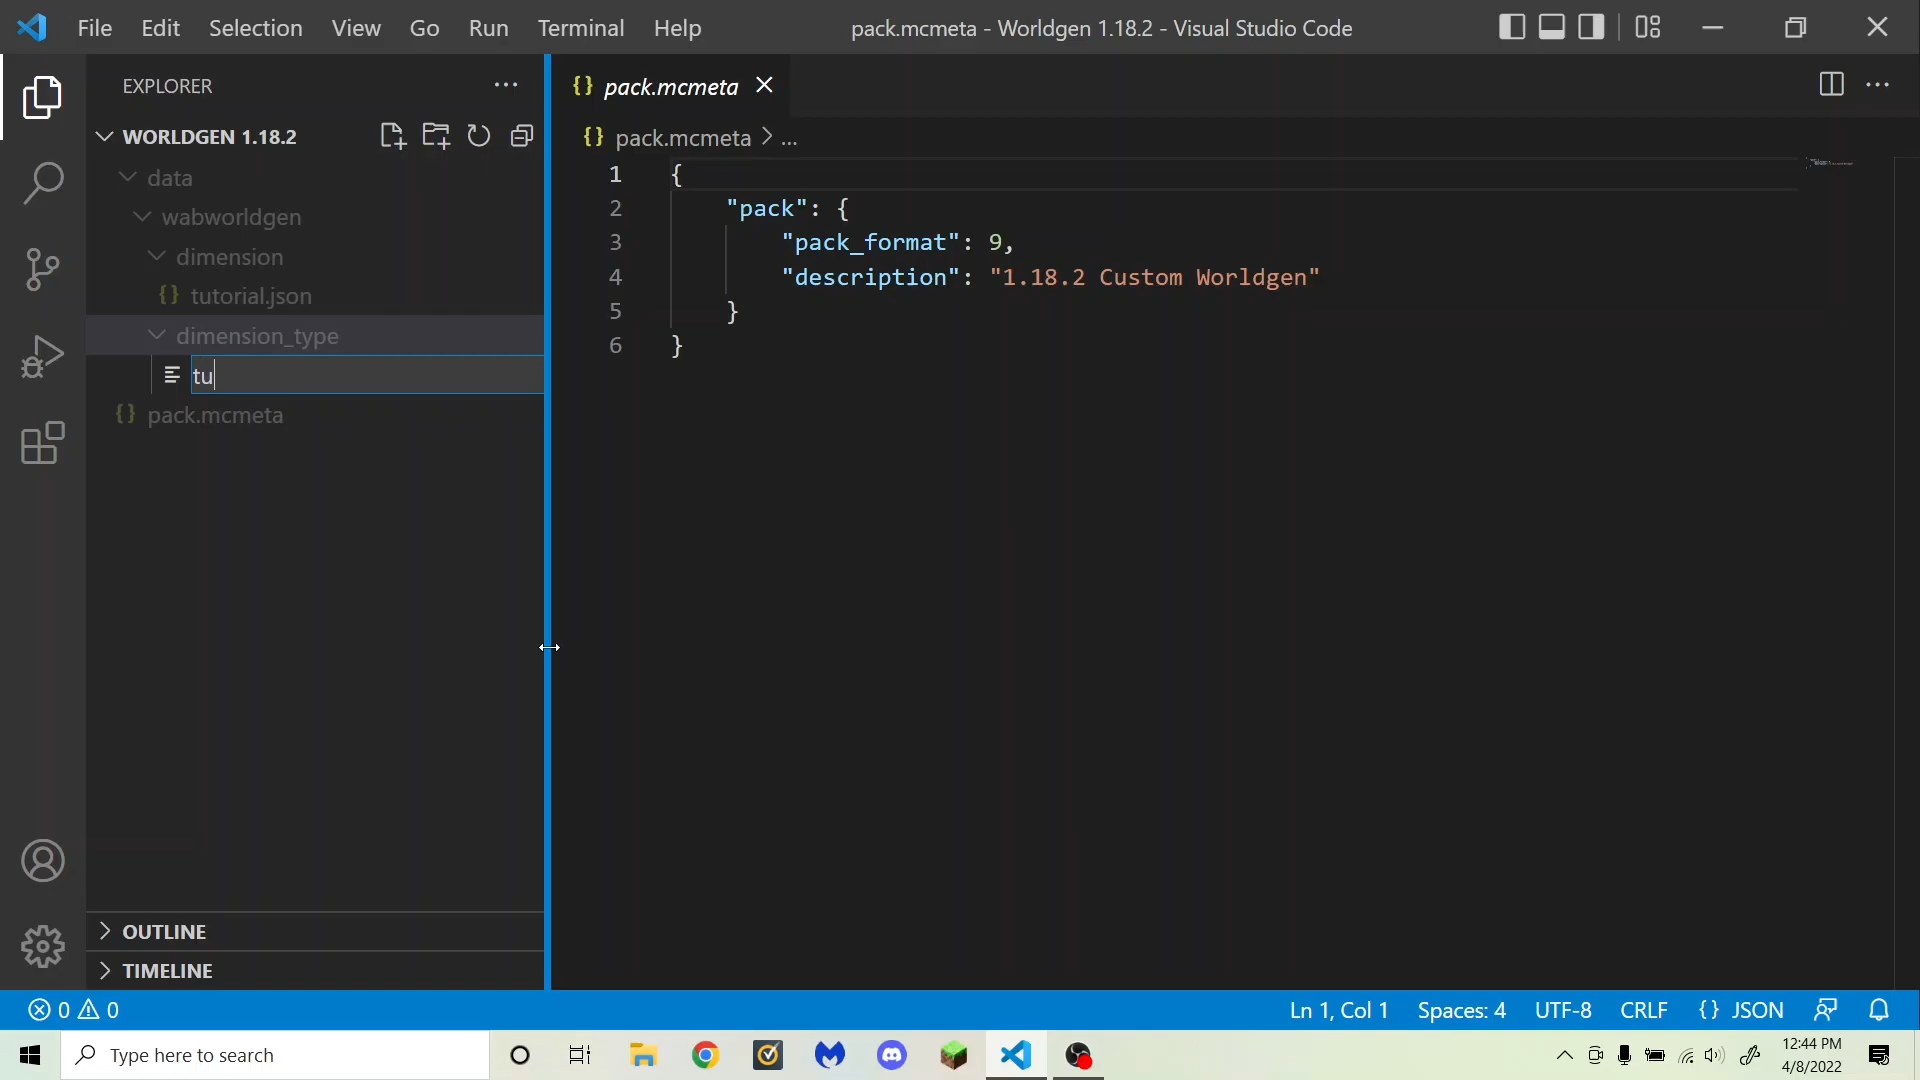 File Edit Selection View Go Run Terminal Help
pack.mcmeta - Worldgen 1.18.2 - Visual Studio Code
EXPLORER
WORLDGEN 1.18.2
data
wabworldgen
dimension
{} tutorial.json
dimension_type
tu
{} pack.mcmeta
OUTLINE
TIMELINE
{} pack.mcmeta
{} pack.mcmeta > ...
1 {
2 "pack": {
3 "pack_format": 9,
4 "description": "1.18.2 Custom Worldgen"
5 }
6 }
0 0
Ln 1, Col 1 Spaces: 4 UTF-8 CRLF {} JSON
Type here to search
12:44 PM
4/8/2022